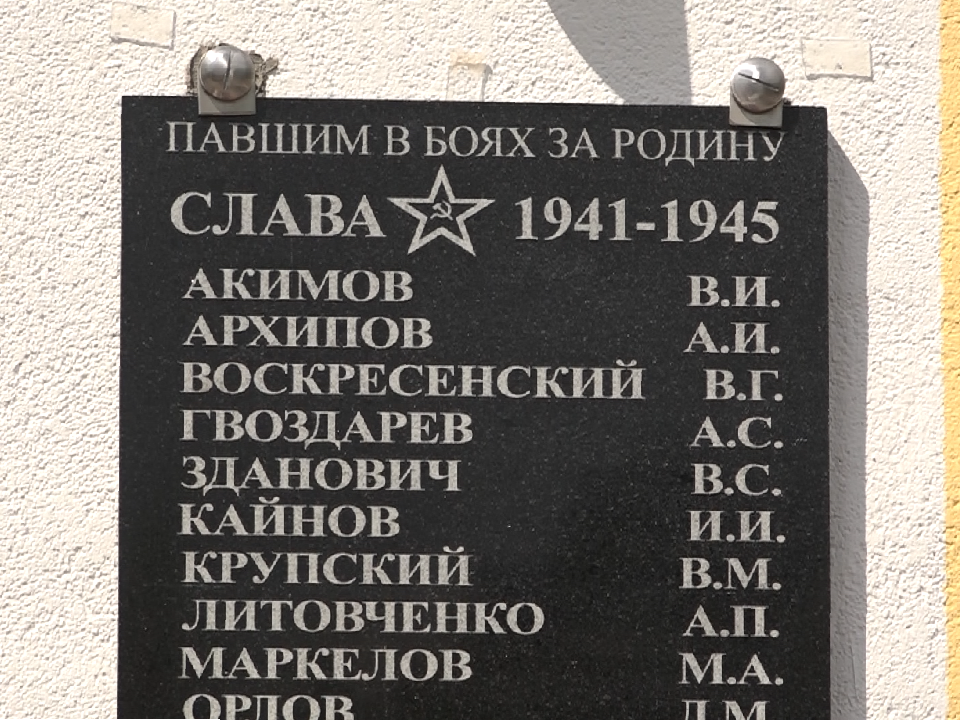 ПАВШИМ В БОЯХ ЗА РОДИНУ
СЛАВА 1941-1945
АКИМОВ В.И.
АРХИПОВ А.И.
ВОСКРЕСЕНСКИЙ В.Г.
ГВОЗДАРЕВ А.С.
ЗДАНОВИЧ В.С.
КАЙНОВ И.И.
КРУПСКИЙ В.М.
ЛИТОВЧЕНКО А.П.
МАРКЕЛОВ М.А.
ОРЛОВ